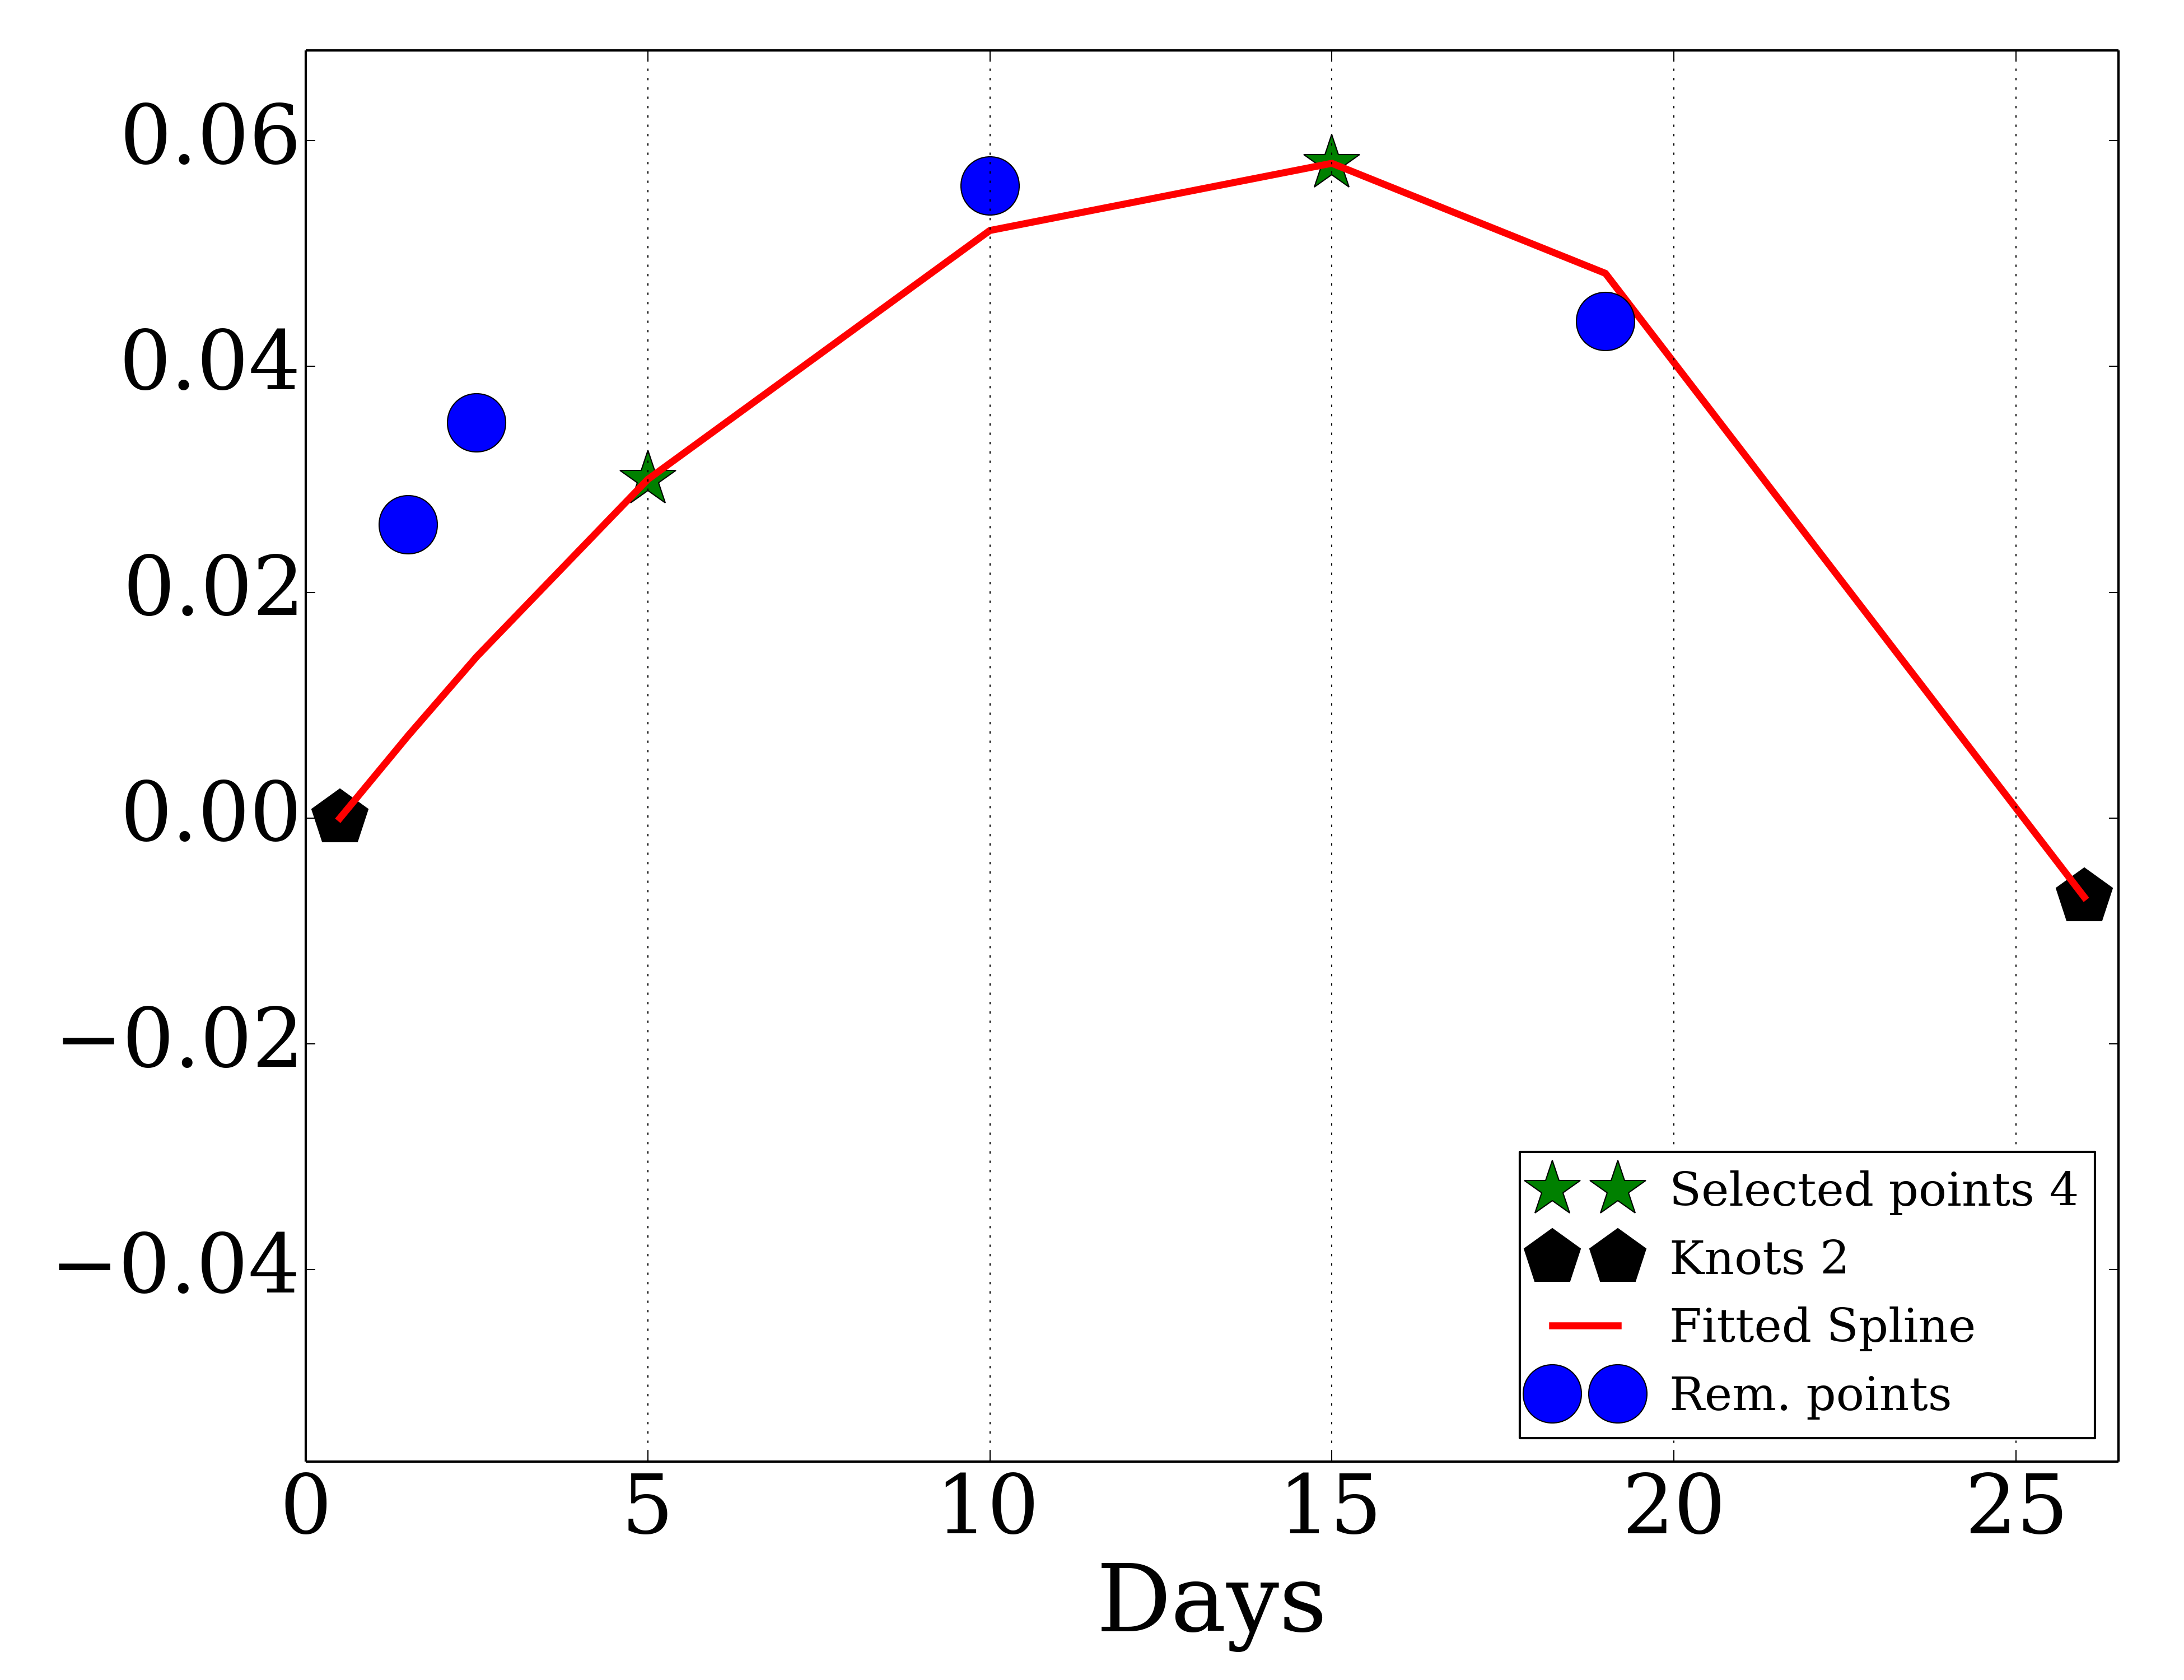 0.06
0.04
0.02
0.00
−0.02
−0.04
0 5 10 15 20 25
Days
Selected points 4
Knots 2
Fitted Spline
Rem. points